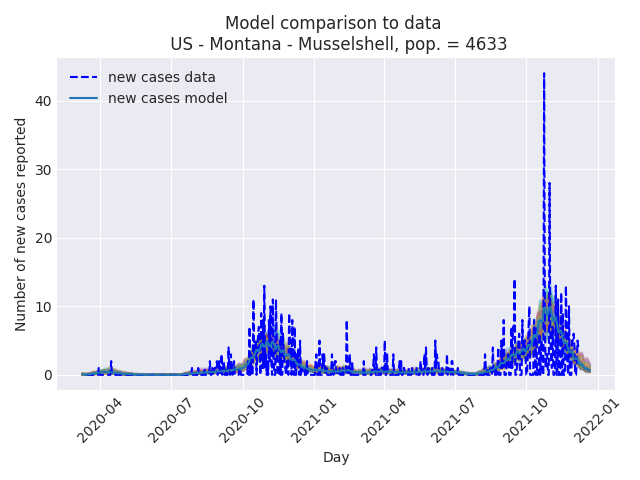 Model comparison to data
US - Montana - Musselshell, pop. = 4633
new cases data
new cases model
Number of new cases reported
40
30
20
10
0
2020-04
2020-07
2020-10
2021-01
2021-04
2021-07
2021-10
2022-01
Day